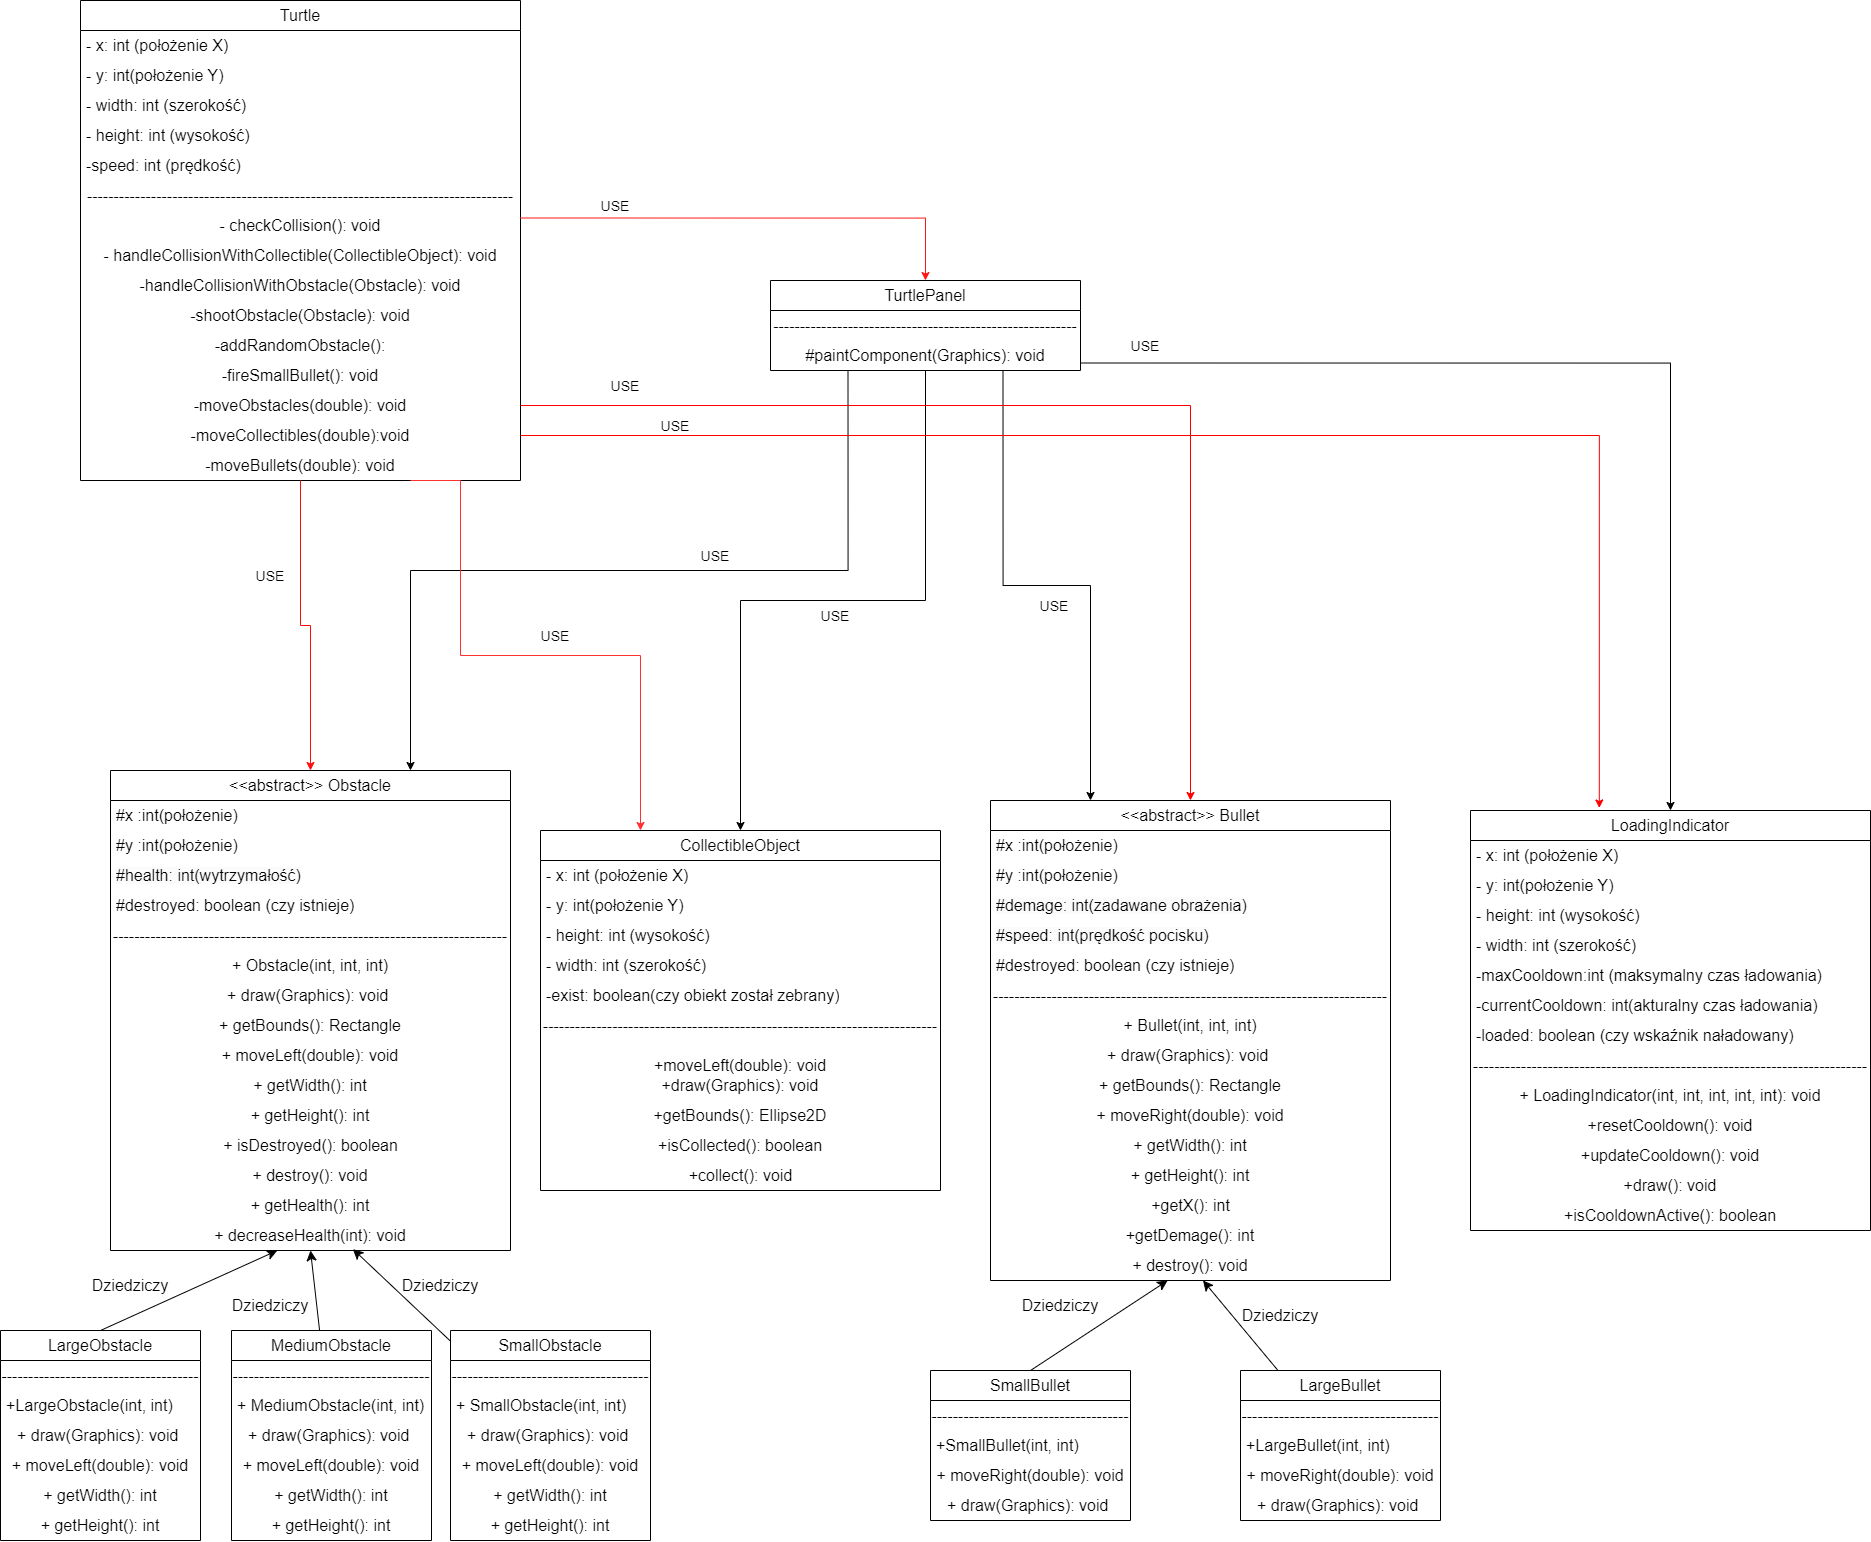 Turtle
- x: int (położenie X)
- y: int(położenie Y)
- width: int (szerokość)
- height: int (wysokość)
-speed: int (prędkość)
- checkCollision(): void
- handleCollisionWithCollectible(CollectibleObject): void
-handleCollisionWithObstacle(Obstacle): void
-shootObstacle(Obstacle): void
-addRandomObstacle():
-fireSmallBullet(): void
-moveObstacles(double): void
-moveCollectibles(double):void
-moveBullets(double): void
USE
TurtlePanel
#paintComponent(Graphics): void
USE
USE
USE
USE
USE
USE
USE
USE
<<abstract>> Obstacle
#x :int(położenie)
#y :int(położenie)
#health: int(wytrzymałość)
#destroyed: boolean (czy istnieje)
+ Obstacle(int, int, int)
+ draw(Graphics): void
+ getBounds(): Rectangle
+ moveLeft(double): void
+ getWidth(): int
+ getHeight(): int
+ isDestroyed(): boolean
+ destroy(): void
+ getHealth(): int
+ decreaseHealth(int): void
CollectibleObject
- x: int (położenie X)
- y: int(położenie Y)
- height: int (wysokość)
- width: int (szerokość)
-exist: boolean(czy obiekt został zebrany)
+moveLeft(double): void
+draw(Graphics): void
+getBounds(): Ellipse2D
+isCollected(): boolean
+collect(): void
<<abstract>> Bullet
#x :int(położenie)
#y :int(położenie)
#demage: int(zadawane obrażenia)
#speed: int(prędkość pocisku)
#destroyed: boolean (czy istnieje)
+ Bullet(int, int, int)
+ draw(Graphics): void
+ getBounds(): Rectangle
+ moveRight(double): void
+ getWidth(): int
+ getHeight(): int
+getX(): int
+getDemage(): int
+ destroy(): void
LoadingIndicator
- x: int (położenie X)
- y: int(położenie Y)
- height: int (wysokość)
- width: int (szerokość)
-maxCooldown:int (maksymalny czas ładowania)
-currentCooldown: int(akturalny czas ładowania)
-loaded: boolean (czy wskaźnik naładowany)
+ LoadingIndicator(int, int, int, int, int): void
+resetCooldown(): void
+updateCooldown(): void
+draw(): void
+isCooldownActive(): boolean
Dziedziczy
Dziedziczy
Dziedziczy
Dziedziczy
Dziedziczy
LargeObstacle
+LargeObstacle(int, int)
+ draw(Graphics): void
+ moveLeft(double): void
+ getWidth(): int
+ getHeight(): int
MediumObstacle
+ MediumObstacle(int, int)
+ draw(Graphics): void
+ moveLeft(double): void
+ getWidth(): int
+ getHeight(): int
SmallObstacle
+ SmallObstacle(int, int)
+ draw(Graphics): void
+ moveLeft(double): void
+ getWidth(): int
+ getHeight(): int
SmallBullet
+SmallBullet(int, int)
+ moveRight(double): void
+ draw(Graphics): void
LargeBullet
+LargeBullet(int, int)
+ moveRight(double): void
+ draw(Graphics): void